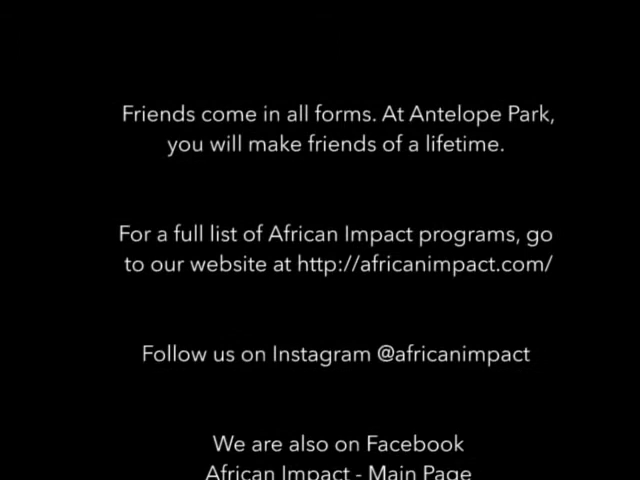 Friends come in all forms. At Antelope Park,
you will make friends of a lifetime.
For a full list of African Impact programs, go
to our website at http://africanimpact.com/
Follow us on Instagram @africanimpact
We are also on Facebook
African Impact - Main Page